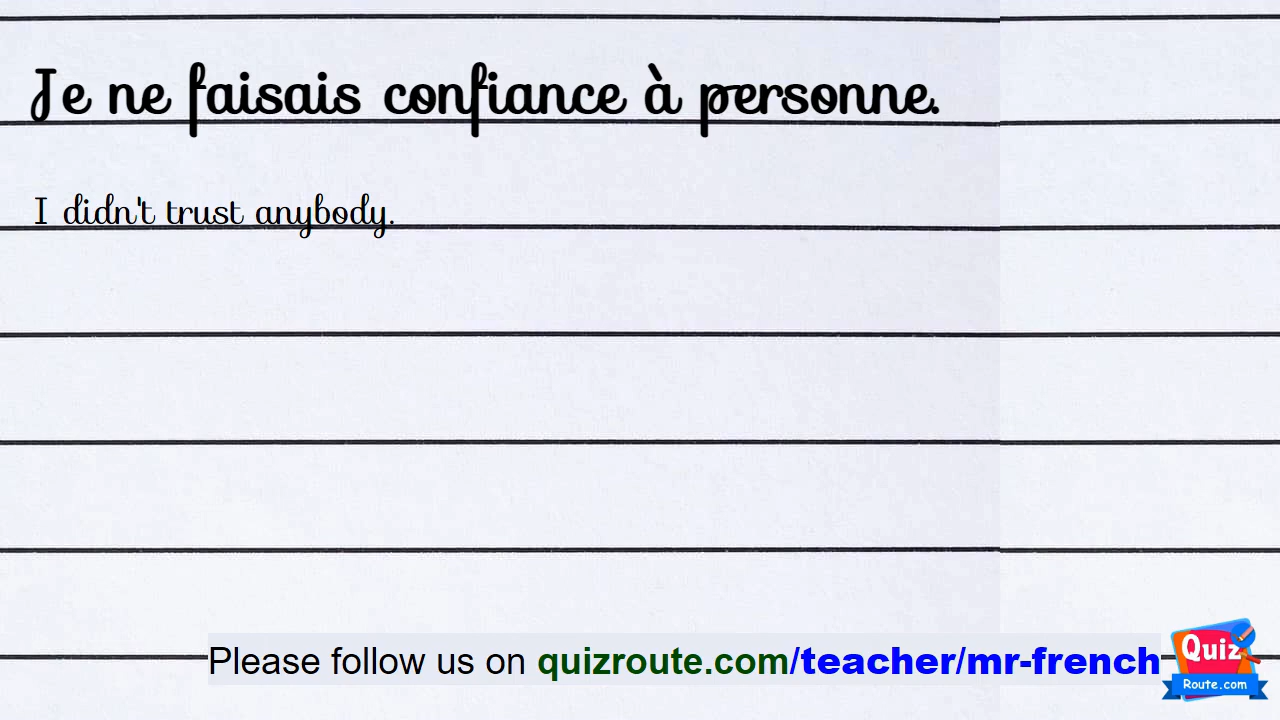 Je ne faisais confiance à personne.
I didn't trust anybody.
Please follow us on quizroute.com/teacher/mr-french
Quiz
Route.com